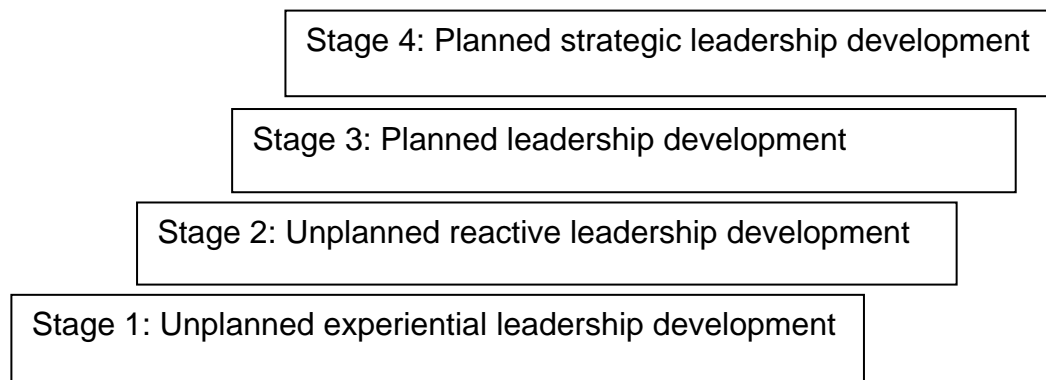 Stage 4: Planned strategic leadership development
Stage 3: Planned leadership development
Stage 2: Unplanned reactive leadership development
Stage 1: Unplanned experiential leadership development